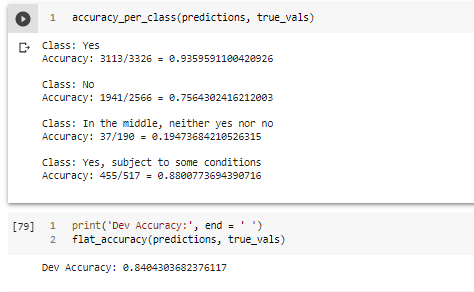 1 accuracy_per_class(predictions, true_vals)
Class: Yes
Accuracy: 3113/3326 = 0.9359591100420926
Class: No
Accuracy: 1941/2566 = 0.7564302416212003
Class: In the middle, neither yes nor no
Accuracy: 37/190 = 0.19473684210526315
Class: Yes, subject to some conditions
Accuracy: 455/517 = 0.8800773694390716
[79] 1 print('Dev Accuracy:', end = ' ')
2 flat_accuracy(predictions, true_vals)
Dev Accuracy: 0.8404303682376117